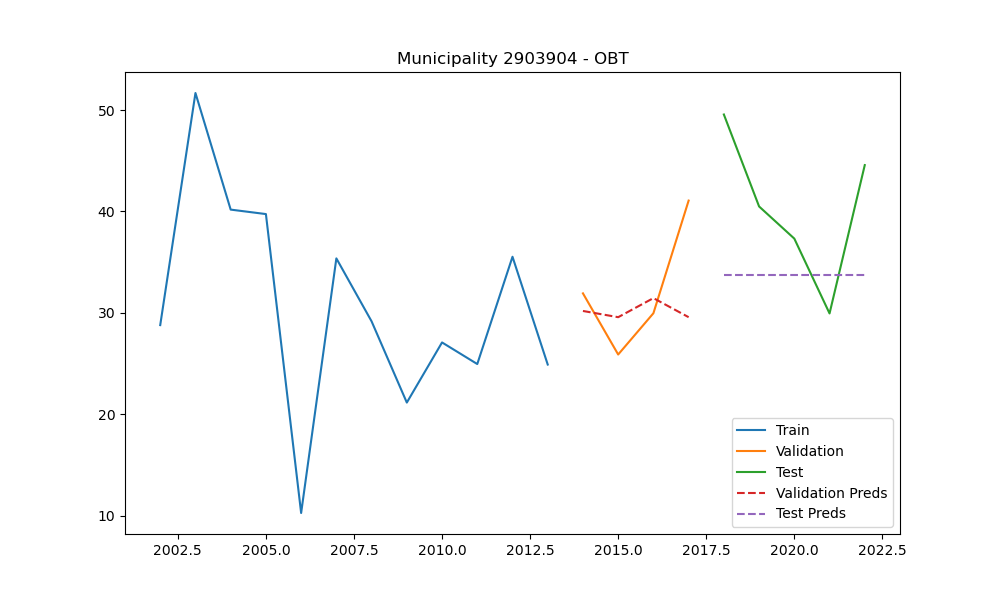 Municipality 2903904 - OBT
50
40
30
20
10
2002.5 2005.0 2007.5 2010.0 2012.5 2015.0 2017.5 2020.0 2022.5
Train
Validation
Test
Validation Preds
Test Preds